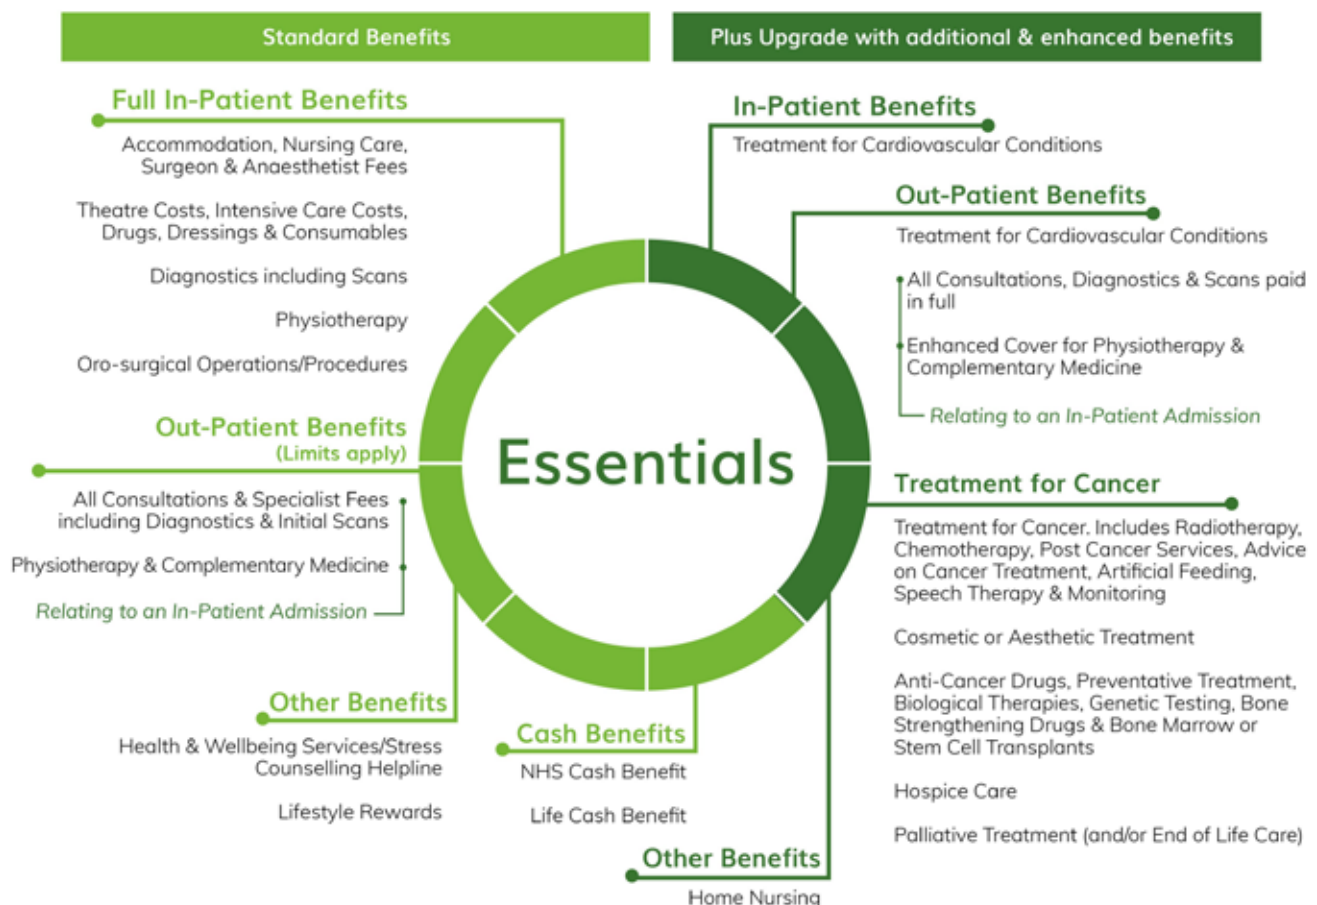 Standard Benefits
Plus Upgrade with additional & enhanced benefits
Full In-Patient Benefits
Accommodation, Nursing Care,
Surgeon & Anaesthetist Fees
Theatre Costs, Intensive Care Costs,
Drugs, Dressings & Consumables
Diagnostics including Scans
Physiotherapy
Oro-surgical Operations/Procedures
Out-Patient Benefits
(Limits apply)
All Consultations & Specialist Fees
including Diagnostics & Initial Scans
Physiotherapy & Complementary Medicine
Relating to an In-Patient Admission
Other Benefits
Health & Wellbeing Services/Stress
Counselling Helpline
Lifestyle Rewards
Essentials
Cash Benefits
NHS Cash Benefit
Life Cash Benefit
In-Patient Benefits
Treatment for Cardiovascular Conditions
Out-Patient Benefits
Treatment for Cardiovascular Conditions
All Consultations, Diagnostics & Scans paid
in full
Enhanced Cover for Physiotherapy &
Complementary Medicine
Relating to an In-Patient Admission
Treatment for Cancer
Treatment for Cancer. Includes Radiotherapy,
Chemotherapy, Post Cancer Services, Advice
on Cancer Treatment, Artificial Feeding,
Speech Therapy & Monitoring
Cosmetic or Aesthetic Treatment
Anti-Cancer Drugs, Preventative Treatment,
Biological Therapies, Genetic Testing, Bone
Strengthening Drugs & Bone Marrow or
Stem Cell Transplants
Hospice Care
Palliative Treatment (and/or End of Life Care)
Other Benefits
Home Nursing